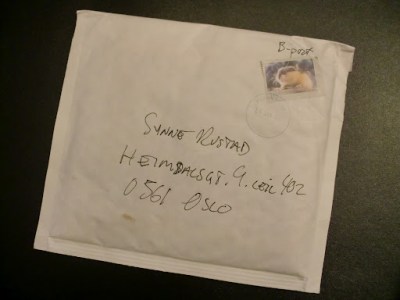 B-post
SYNNE RUSTAD
HEIMDALSGT. 9. LEIL 402
0561 OSLO